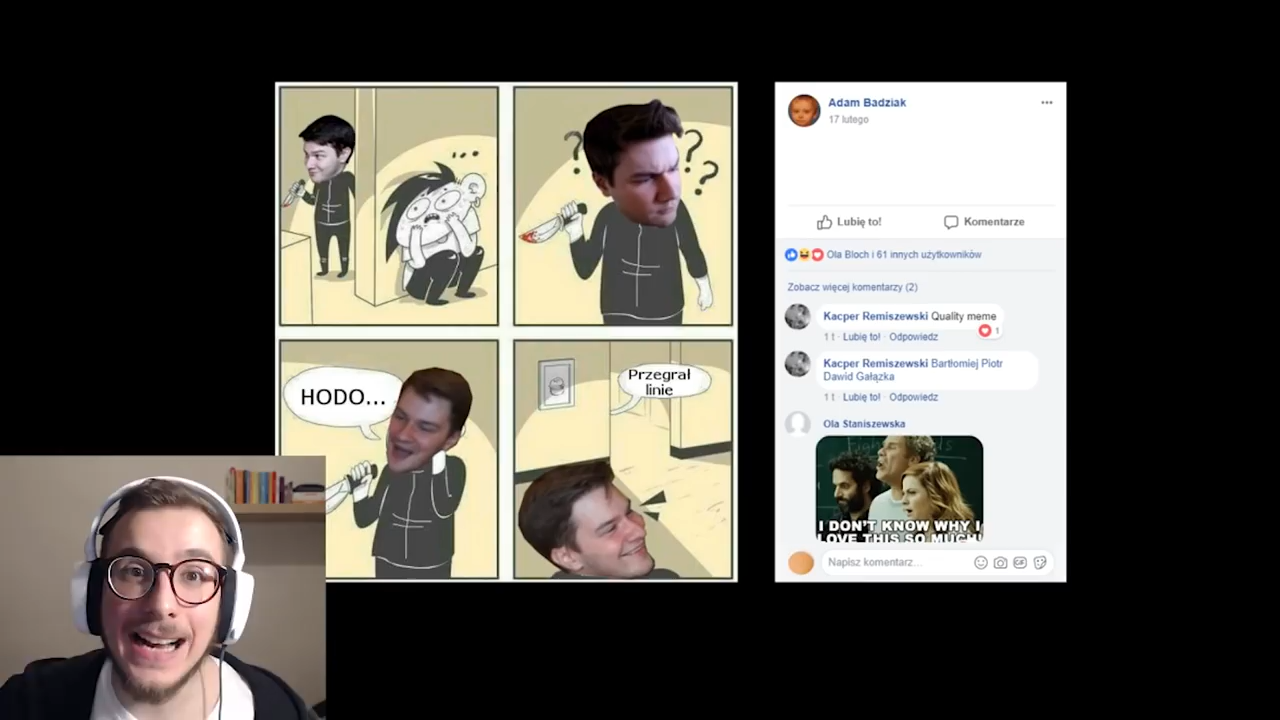 ...
?
?
?
HODO...
Przegrał
linie
Adam Badziak
17 lutego
Lubię to!
Komentarze
Ola Bloch i 61 innych użytkowników
Zobacz więcej komentarzy (2)
Kacper Remiszewski Quality meme
1
1 t · Lubię to! · Odpowiedz
Kacper Remiszewski Bartłomiej Piotr
Dawid Gałązka
1 t · Lubię to! · Odpowiedz
Ola Staniszewska
I DON'T KNOW WHY I
LOVE THIS SO MUCH!
Napisz komentarz...
GIF